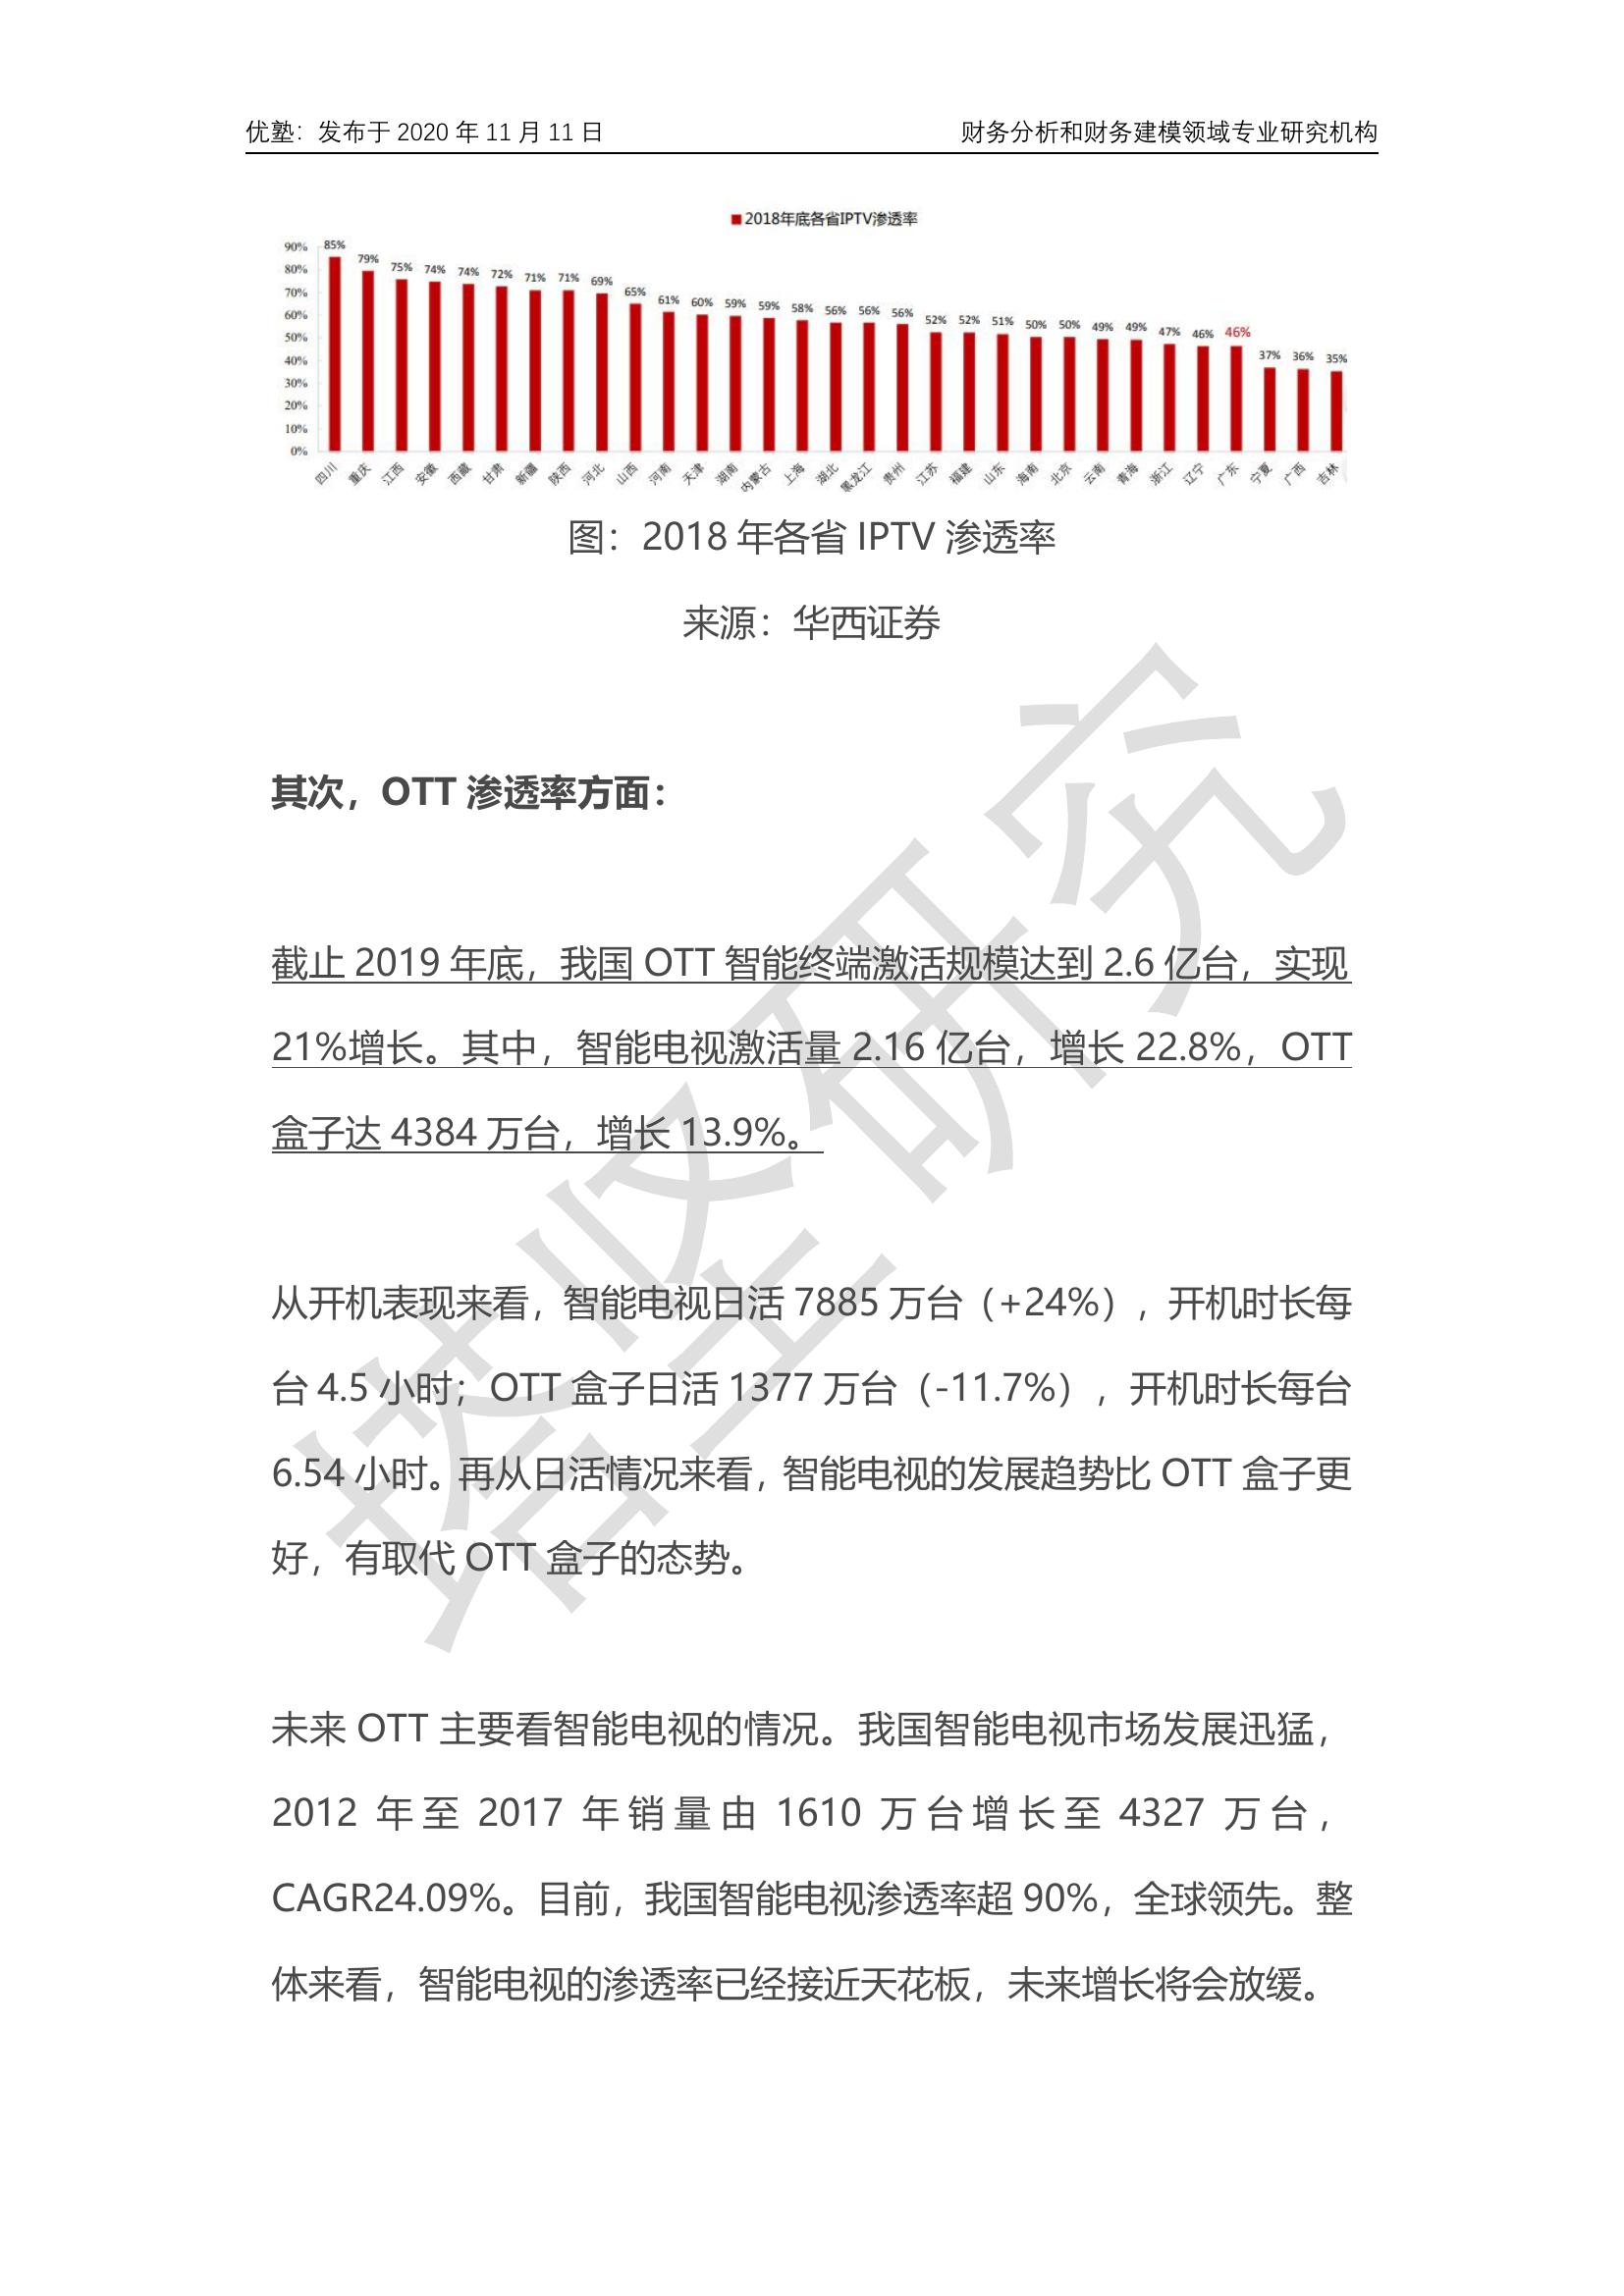 优塾：发布于 2020 年 11 月 11 日
财务分析和财务建模领域专业研究机构
2018年底各省IPTV渗透率
90%
80%
70%
60%
50%
40%
30%
20%
10%
0%
85% 79% 75% 74% 74% 72% 71% 71% 69% 65% 61% 60% 59% 59% 58% 56% 56% 56% 52% 52% 51% 50% 50% 49% 49% 47% 46% 46% 37% 36% 35%
四川 重庆 江西 安徽 西藏 甘肃 新疆 陕西 河北 山西 河南 天津 湖南 内蒙古 上海 湖北 黑龙江 贵州 江苏 福建 山东 海南 北京 云南 青海 浙江 辽宁 广东 宁夏 广西 吉林
图：2018 年各省 IPTV 渗透率
来源：华西证券
其次，OTT 渗透率方面：
截止 2019 年底，我国 OTT 智能终端激活规模达到 2.6 亿台，实现
21%增长。其中，智能电视激活量 2.16 亿台，增长 22.8%，OTT
盒子达 4384 万台，增长 13.9%。
从开机表现来看，智能电视日活 7885 万台（+24%），开机时长每
台 4.5 小时；OTT 盒子日活 1377 万台（-11.7%），开机时长每台
6.54 小时。再从日活情况来看，智能电视的发展趋势比 OTT 盒子更
好，有取代 OTT 盒子的态势。
未来 OTT 主要看智能电视的情况。我国智能电视市场发展迅猛，
2012 年至 2017 年销量由 1610 万台增长至 4327 万台，
CAGR24.09%。目前，我国智能电视渗透率超 90%，全球领先。整
体来看，智能电视的渗透率已经接近天花板，未来增长将会放缓。
塔坚研究